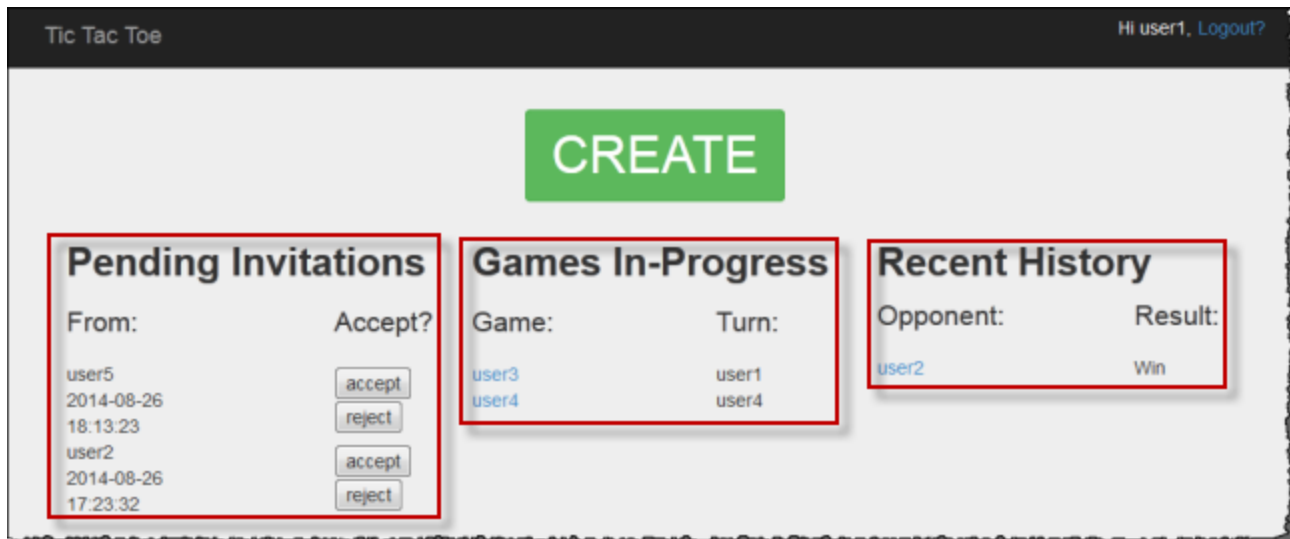 Tic Tac Toe
Hi user1, Logout?
CREATE
Pending Invitations
From: Accept?
user5
2014-08-26
18:13:23
accept
reject
user2
2014-08-26
17:23:32
accept
reject
Games In-Progress
Game: Turn:
user3 user1
user4 user4
Recent History
Opponent: Result:
user2 Win